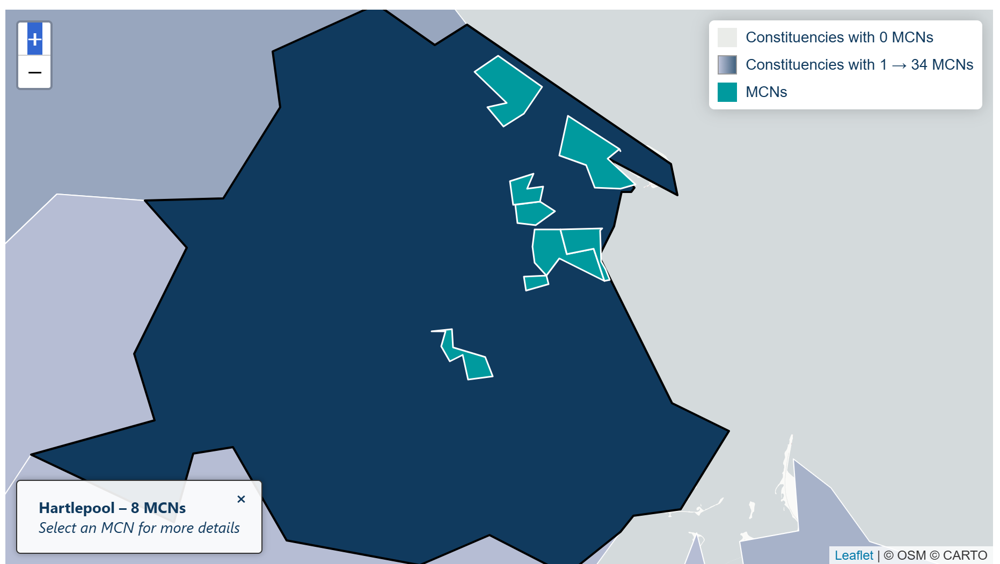 +
−
Constituencies with 0 MCNs
Constituencies with 1 → 34 MCNs
MCNs
Hartlepool – 8 MCNs
×
Select an MCN for more details
Leaflet | © OSM © CARTO